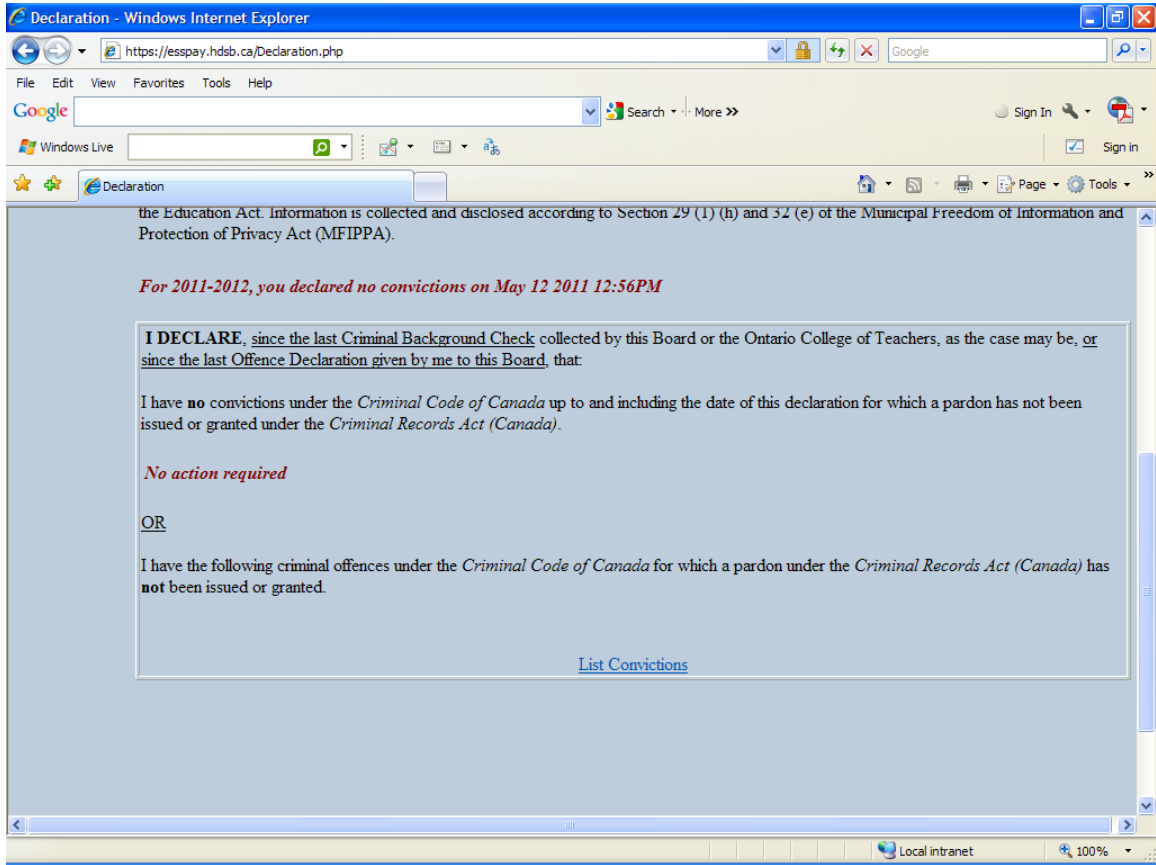 Declaration - Windows Internet Explorer
https://esspay.hdsb.ca/Declaration.php
Google
File Edit View Favorites Tools Help
Google Search More >> Sign In
Windows Live Sign in
Declaration Page Tools >>
the Education Act. Information is collected and disclosed according to Section 29 (1) (h) and 32 (e) of the Municipal Freedom of Information and
Protection of Privacy Act (MFIPPA).
For 2011-2012, you declared no convictions on May 12 2011 12:56PM
I DECLARE, since the last Criminal Background Check collected by this Board or the Ontario College of Teachers, as the case may be, or
since the last Offence Declaration given by me to this Board, that:
I have no convictions under the Criminal Code of Canada up to and including the date of this declaration for which a pardon has not been
issued or granted under the Criminal Records Act (Canada).
No action required
OR
I have the following criminal offences under the Criminal Code of Canada for which a pardon under the Criminal Records Act (Canada) has
not been issued or granted.
List Convictions
Local intranet 100%